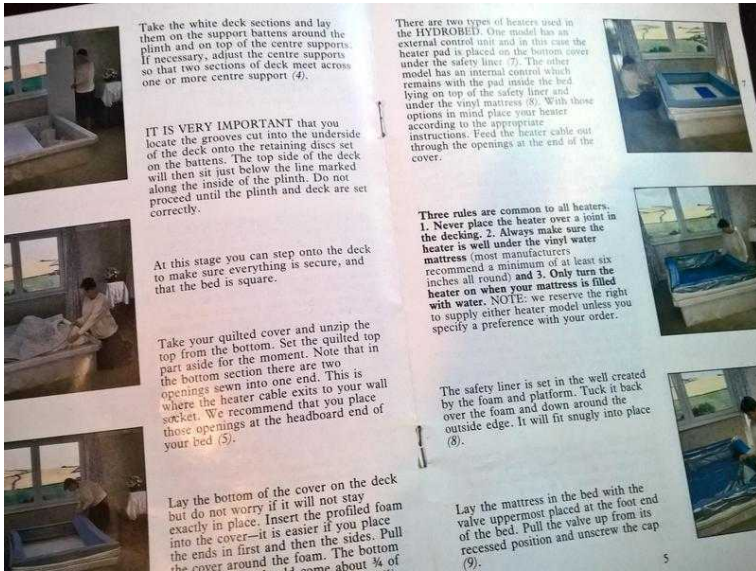 Take the white deck sections and lay
them on the support battens around the
plinth and on top of the centre supports.
If necessary, adjust the centre supports
so that two sections of deck meet across
one or more centre support (4).
IT IS VERY IMPORTANT that you
locate the grooves cut into the underside
of the deck onto the retaining discs set
on the battens. The top side of the deck
will then sit just below the line marked
along the inside of the plinth. Do not
proceed until the plinth and deck are set
correctly.
At this stage you can step onto the deck
to make sure everything is secure, and
that the bed is square.
Take your quilted cover and unzip the
top from the bottom. Set the quilted top
part aside for the moment. Note that in
the bottom section there are two
openings sewn into one end. This is
where the heater cable exits to your wall
socket. We recommend that you place
those openings at the headboard end of
your bed (5).
Lay the bottom of the cover on the deck
but do not worry if it will not stay
exactly in place. Insert the profiled foam
into the cover—it is easier if you place
the ends in first and then the sides. Pull
the cover around the foam. The bottom
come about ¾ of
There are two types of heaters used in
the HYDROBED. One model has an
external control unit and in this case the
heater pad is placed on the bottom cover
under the safety liner (7). The other
model has an internal control which
remains with the pad inside the bed
lying on top of the safety liner and
under the vinyl mattress (8). With those
options in mind place your heater
according to the appropriate
instructions. Feed the heater cable out
through the openings at the end of the
cover.
Three rules are common to all heaters.
1. Never place the heater over a joint in
the decking. 2. Always make sure the
heater is well under the vinyl water
mattress (most manufacturers
recommend a minimum of at least six
inches all round) and 3. Only turn the
heater on when your mattress is filled
with water. NOTE: we reserve the right
to supply either heater model unless you
specify a preference with your order.
The safety liner is set in the well created
by the foam and platform. Tuck it back
over the foam and down around the
outside edge. It will fit snugly into place
(8).
Lay the mattress in the bed with the
valve uppermost placed at the foot end
of the bed. Pull the valve up from its
recessed position and unscrew the cap
(9).
5
7